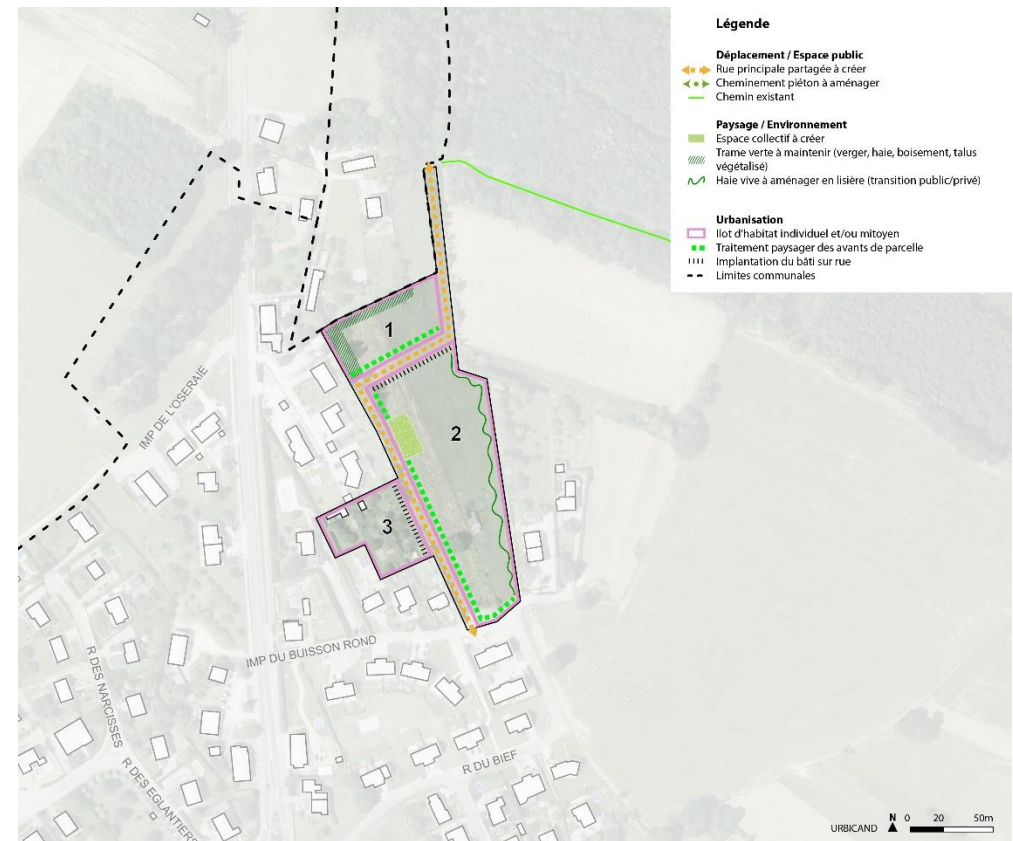 Légende
Déplacement / Espace public
Rue principale partagée à créer
Cheminement piéton à aménager
Chemin existant
Paysage / Environnement
Espace collectif à créer
Trame verte à maintenir (verger, haie, boisement, talus
végétalisé)
Haie vive à aménager en lisière (transition public/privé)
Urbanisation
Ilot d'habitat individuel et/ou mitoyen
Traitement paysager des avants de parcelle
Implantation du bâti sur rue
Limites communales
1
2
3
IMP DE L'OSERAIE
IMP DU BUISSON ROND
R DES NARCISSES
R DES EGLANTIERS
R DU BIEF
URBICAND
N 0 20 50m